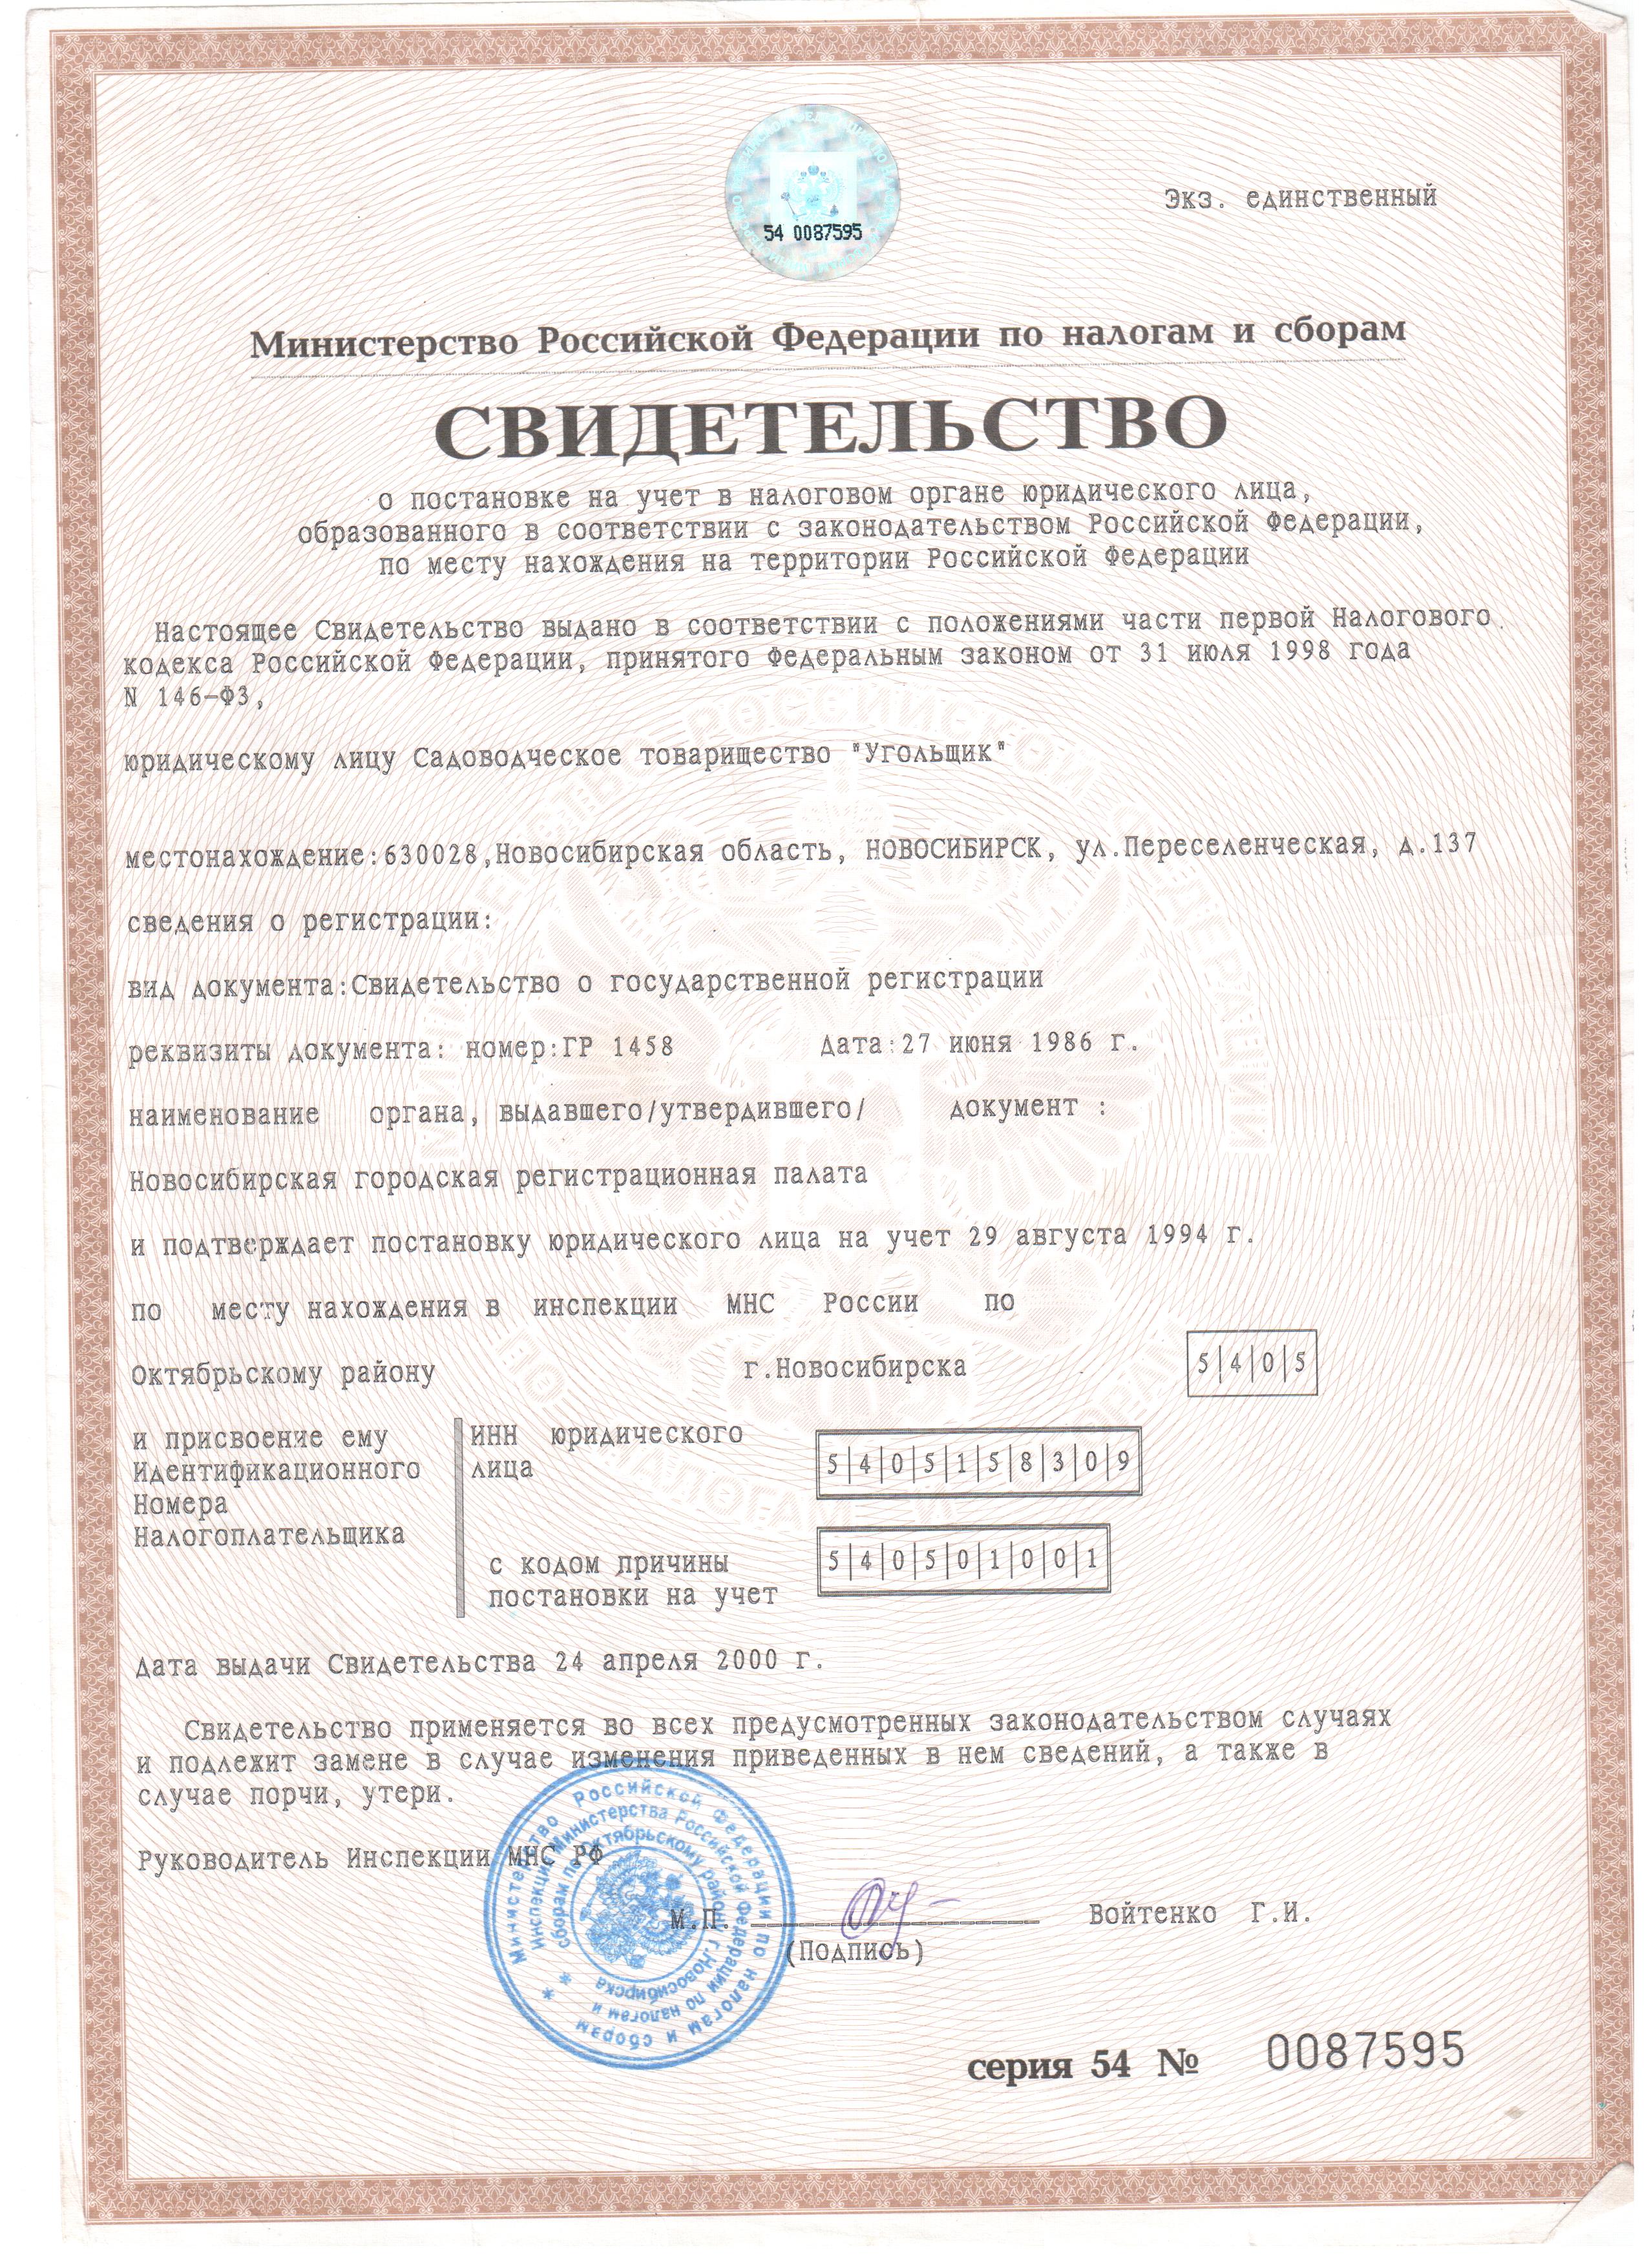 54 0087595
Экз. единственный
Министерство Российской Федерации по налогам и сборам
СВИДЕТЕЛЬСТВО
о постановке на учет в налоговом органе юридического лица,
образованного в соответствии с законодательством Российской Федерации,
по месту нахождения на территории Российской Федерации
Настоящее Свидетельство выдано в соответствии с положениями части первой Налогового
кодекса Российской Федерации, принятого Федеральным законом от 31 июля 1998 года
N 146-ФЗ,
юридическому лицу Садоводческое товарищество "Угольщик"
местонахождение:630028,Новосибирская область, НОВОСИБИРСК, ул.Переселенческая, д.137
сведения о регистрации:
вид документа:Свидетельство о государственной регистрации
реквизиты документа: номер:ГР 1458 Дата:27 июня 1986 г.
наименование органа, выдавшего/утвердившего/ документ :
Новосибирская городская регистрационная палата
и подтверждает постановку юридического лица на учет 29 августа 1994 г.
по месту нахождения в инспекции МНС России по
Октябрьскому району г.Новосибирска 5|4|0|5
и присвоение ему ИНН юридического
Идентификационного лица 5|4|0|5|1|5|8|3|0|9
Номера
Налогоплательщика
с кодом причины 5|4|0|5|0|1|0|0|1
постановки на учет
Дата выдачи Свидетельства 24 апреля 2000 г.
Свидетельство применяется во всех предусмотренных законодательством случаях
и подлежит замене в случае изменения приведенных в нем сведений, а также в
случае порчи, утери.
Руководитель Инспекции МНС РФ
М.П. Войтенко Г.И.
(Подпись)
Министерство Российской Федерации по налогам и сборам
Инспекция Министерства Российской Федерации по налогам и
сборам по Октябрьскому району г.Новосибирска
серия 54 № 0087595